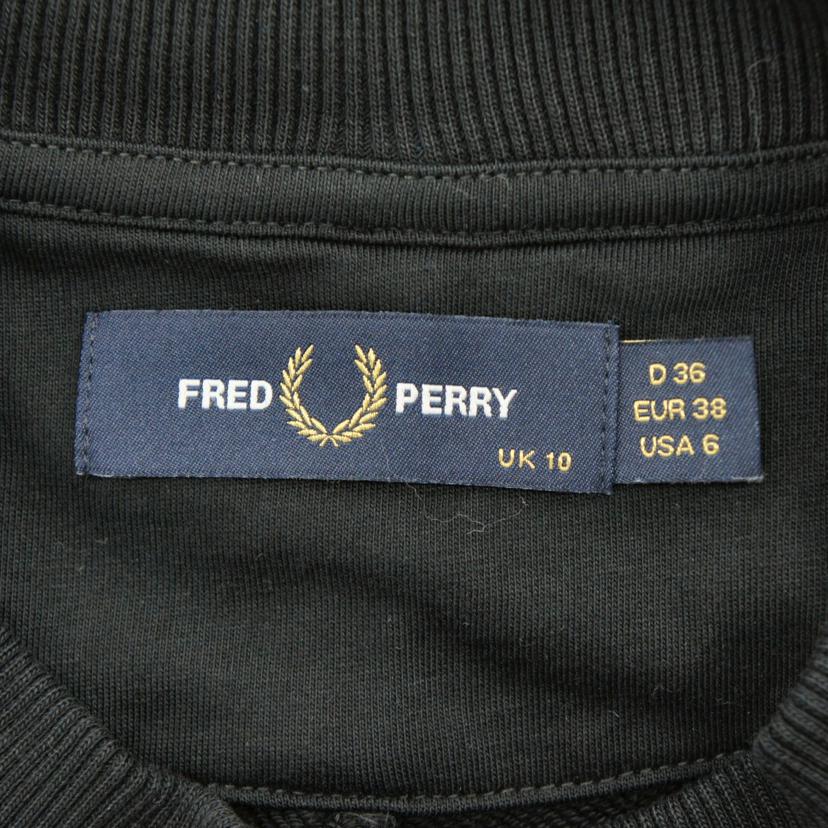 FRED PERRY
UK 10
D 36
EUR 38
USA 6